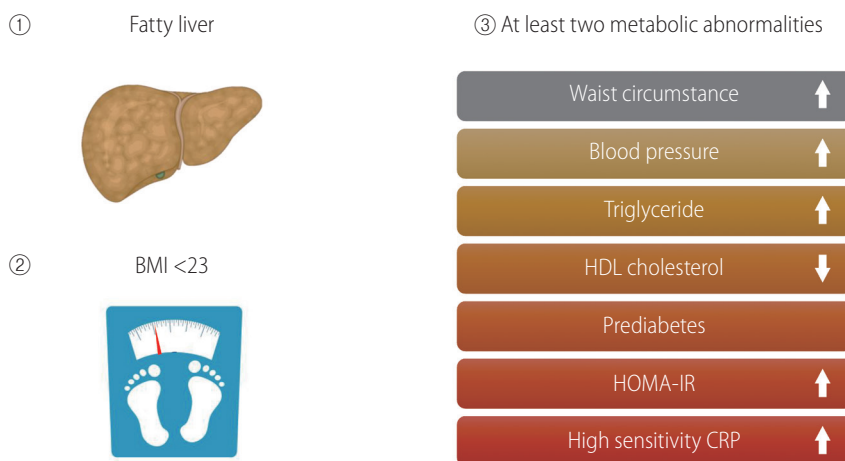 ① Fatty liver
③ At least two metabolic abnormalities
Waist circumstance
Blood pressure
Triglyceride
② BMI <23
HDL cholesterol
Prediabetes
HOMA-IR
High sensitivity CRP